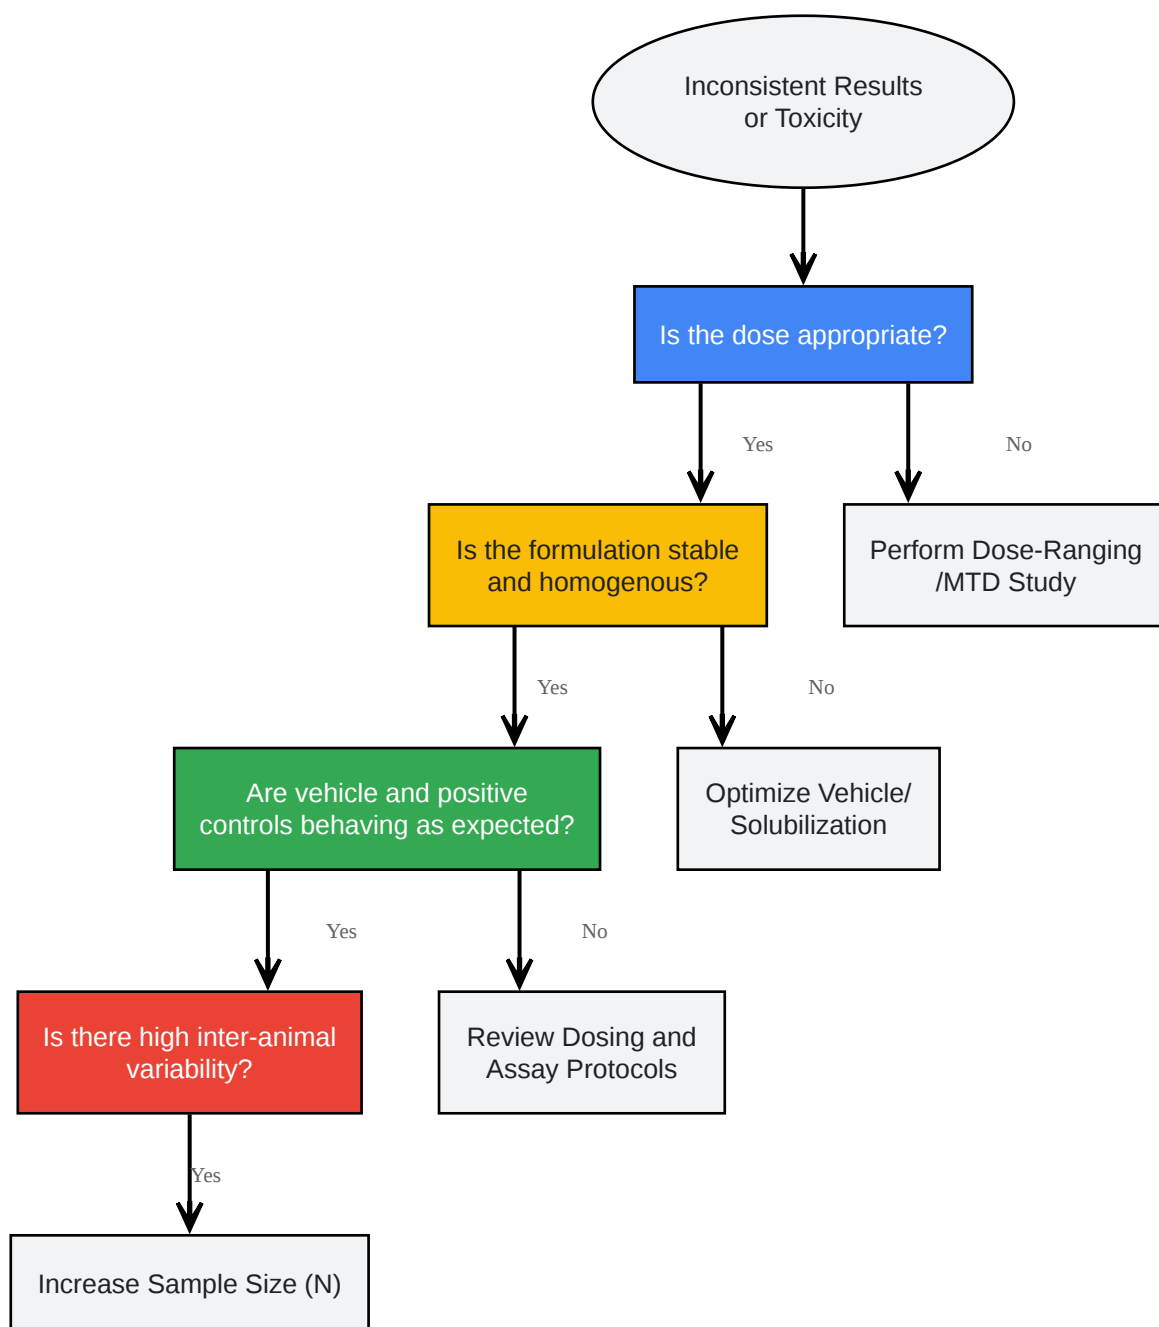 Inconsistent Results
or Toxicity
Is the dose appropriate?
Yes
No
Is the formulation stable
and homogenous?
Perform Dose-Ranging
/MTD Study
Yes
No
Are vehicle and positive
controls behaving as expected?
Optimize Vehicle/
Solubilization
Yes
No
Is there high inter-animal
variability?
Review Dosing and
Assay Protocols
Yes
Increase Sample Size (N)